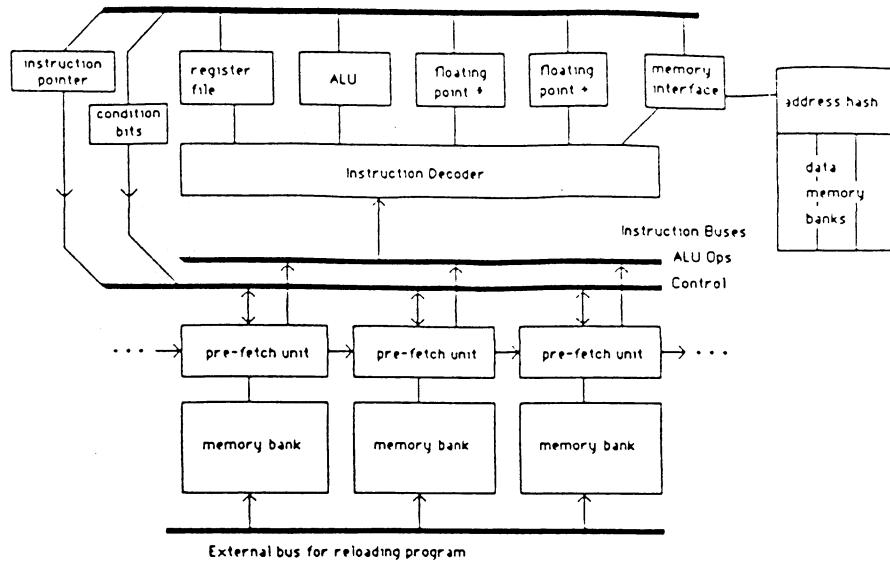 instruction
pointer
condition
bits
register
file
ALU
floating
point *
floating
point +
memory
interface
address hash
data
memory
banks
Instruction Decoder
Instruction Buses
ALU Ops
Control
pre-fetch unit
pre-fetch unit
pre-fetch unit
memory bank
memory bank
memory bank
External bus for reloading program